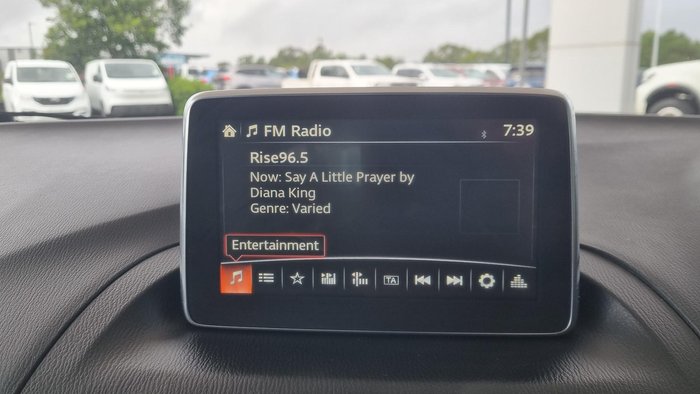 FM Radio
7:39
Rise96.5
Now: Say A Little Prayer by
Diana King
Genre: Varied
Entertainment
TA